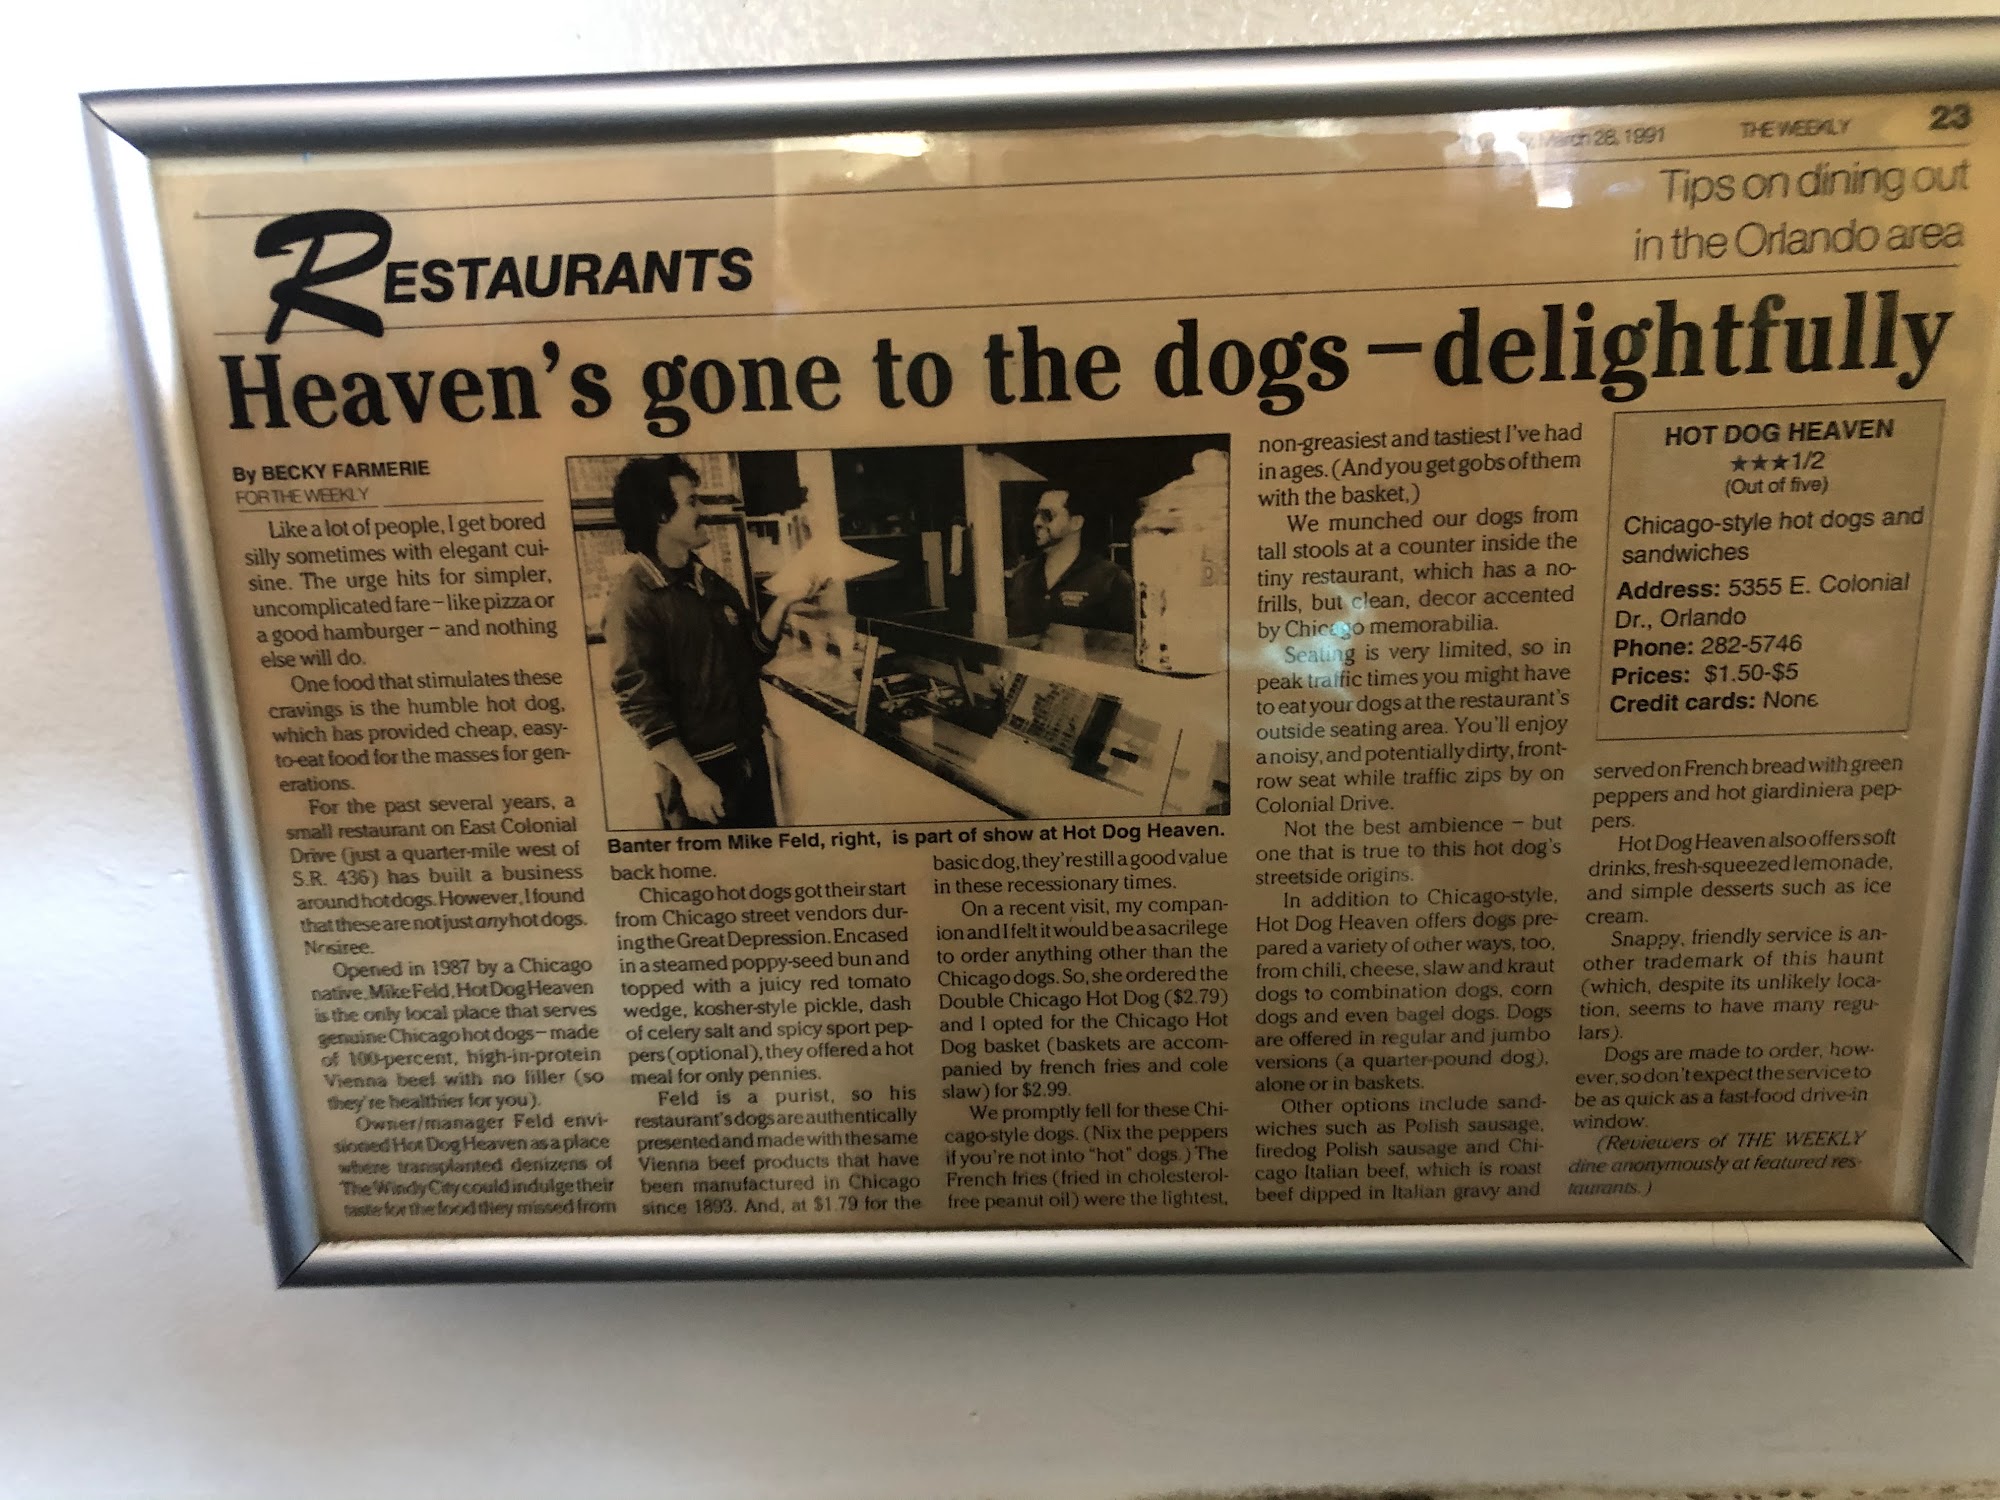 March 28, 1991 THE WEEKLY 23
Tips on dining out
in the Orlando area
RESTAURANTS
Heaven's gone to the dogs – delightfully
By BECKY FARMERIE
FOR THE WEEKLY
Like a lot of people, I get bored
silly sometimes with elegant cui-
sine. The urge hits for simpler,
uncomplicated fare – like pizza or
a good hamburger – and nothing
else will do.
One food that stimulates these
cravings is the humble hot dog,
which has provided cheap, easy-
to-eat food for the masses for gen-
erations.
For the past several years, a
small restaurant on East Colonial
Drive (just a quarter-mile west of
S.R. 436) has built a business
around hot dogs. However, I found
that these are not just any hot dogs.
Nosiree.
Opened in 1987 by a Chicago
native, Mike Feld, Hot Dog Heaven
is the only local place that serves
genuine Chicago hot dogs – made
of 100-percent, high-in-protein
Vienna beef with no filler (so
they're healthier for you).
Owner/manager Feld envi-
sioned Hot Dog Heaven as a place
where transplanted denizens of
The Windy City could indulge their
taste for the food they missed from
Banter from Mike Feld, right, is part of show at Hot Dog Heaven.
back home.
Chicago hot dogs got their start
from Chicago street vendors dur-
ing the Great Depression. Encased
in a steamed poppy-seed bun and
topped with a juicy red tomato
wedge, kosher-style pickle, dash
of celery salt and spicy sport pep-
pers (optional), they offered a hot
meal for only pennies.
Feld is a purist, so his
restaurant's dogs are authentically
presented and made with the same
Vienna beef products that have
been manufactured in Chicago
since 1893. And, at $1.79 for the
basic dog, they're still a good value
in these recessionary times.
On a recent visit, my compan-
ion and I felt it would be a sacrilege
to order anything other than the
Chicago dogs. So, she ordered the
Double Chicago Hot Dog ($2.79)
and I opted for the Chicago Hot
Dog basket (baskets are accom-
panied by french fries and cole
slaw) for $2.99.
We promptly fell for these Chi-
cago-style dogs. (Nix the peppers
if you're not into "hot" dogs.) The
French fries (fried in cholesterol-
free peanut oil) were the lightest,
non-greasiest and tastiest I've had
in ages. (And you get gobs of them
with the basket,)
We munched our dogs from
tall stools at a counter inside the
tiny restaurant, which has a no-
frills, but clean, decor accented
by Chicago memorabilia.
Seating is very limited, so in
peak traffic times you might have
to eat your dogs at the restaurant's
outside seating area. You'll enjoy
a noisy, and potentially dirty, front-
row seat while traffic zips by on
Colonial Drive.
Not the best ambience – but
one that is true to this hot dog's
streetside origins.
In addition to Chicago-style,
Hot Dog Heaven offers dogs pre-
pared a variety of other ways, too,
from chili, cheese, slaw and kraut
dogs to combination dogs, corn
dogs and even bagel dogs. Dogs
are offered in regular and jumbo
versions (a quarter-pound dog),
alone or in baskets.
Other options include sand-
wiches such as Polish sausage,
firedog Polish sausage and Chi-
cago Italian beef, which is roast
beef dipped in Italian gravy and
HOT DOG HEAVEN
★★★1/2
(Out of five)
Chicago-style hot dogs and
sandwiches
Address: 5355 E. Colonial
Dr., Orlando
Phone: 282-5746
Prices: $1.50-$5
Credit cards: None
served on French bread with green
peppers and hot giardiniera pep-
pers.
Hot Dog Heaven also offers soft
drinks, fresh-squeezed lemonade,
and simple desserts such as ice
cream.
Snappy, friendly service is an-
other trademark of this haunt
(which, despite its unlikely loca-
tion, seems to have many regu-
lars).
Dogs are made to order, how-
ever, so don't expect the service to
be as quick as a fast-food drive-in
window.
(Reviewers of THE WEEKLY
dine anonymously at featured res-
taurants.)